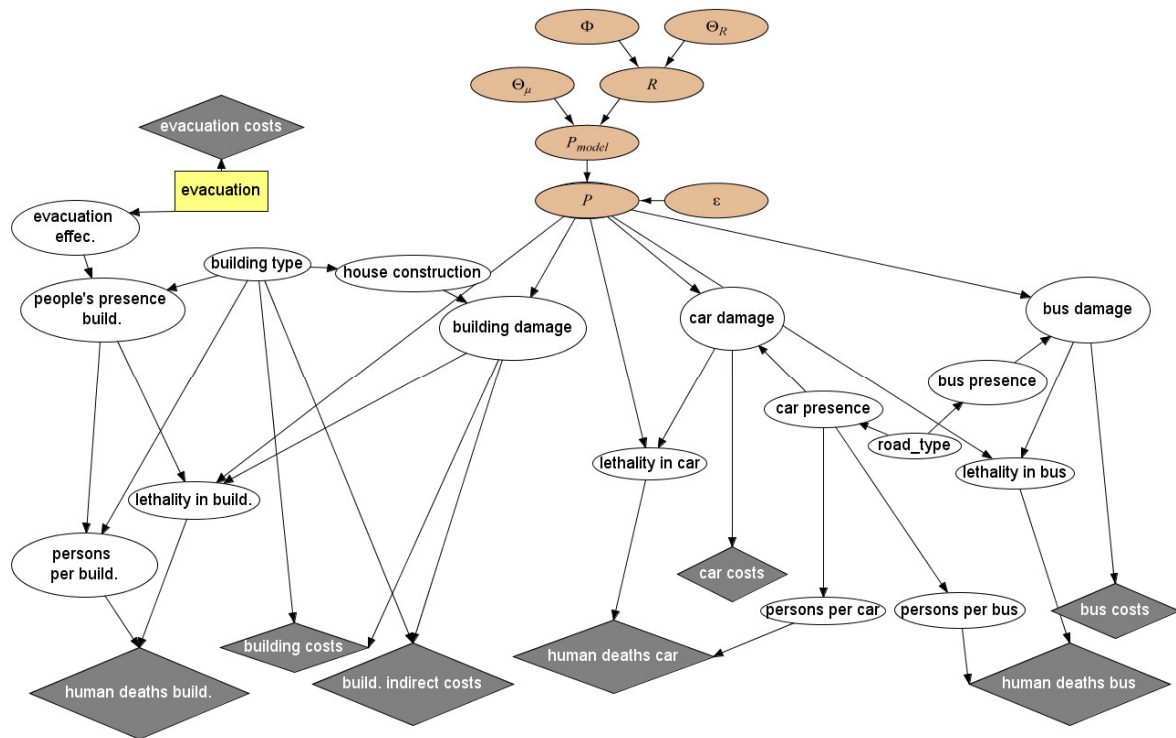 Φ
Θ_R
Θ_μ
R
evacuation costs
P_model
evacuation
P
ε
evacuation
effec.
building type
house construction
people's presence
build.
building damage
car damage
bus damage
bus presence
car presence
road_type
lethality in car
lethality in bus
lethality in build.
persons
per build.
car costs
persons per car
persons per bus
bus costs
building costs
human deaths car
build. indirect costs
human deaths build.
human deaths bus